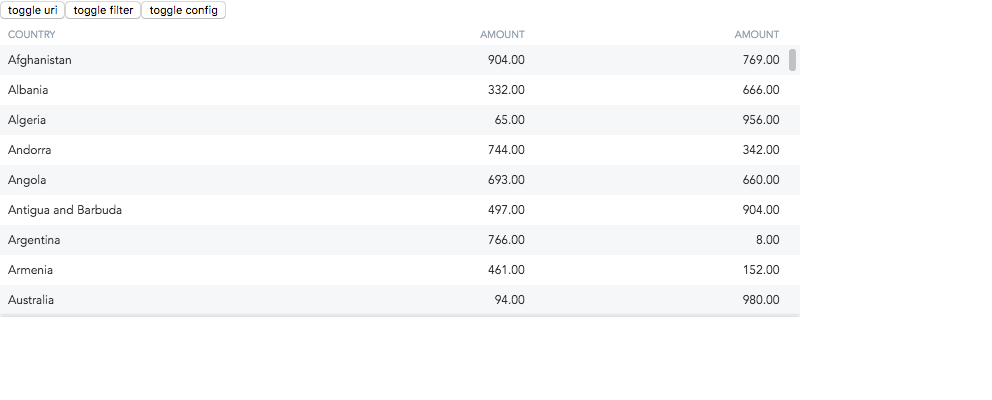 toggle uri toggle filter toggle config
COUNTRY AMOUNT AMOUNT
Afghanistan 904.00 769.00
Albania 332.00 666.00
Algeria 65.00 956.00
Andorra 744.00 342.00
Angola 693.00 660.00
Antigua and Barbuda 497.00 904.00
Argentina 766.00 8.00
Armenia 461.00 152.00
Australia 94.00 980.00